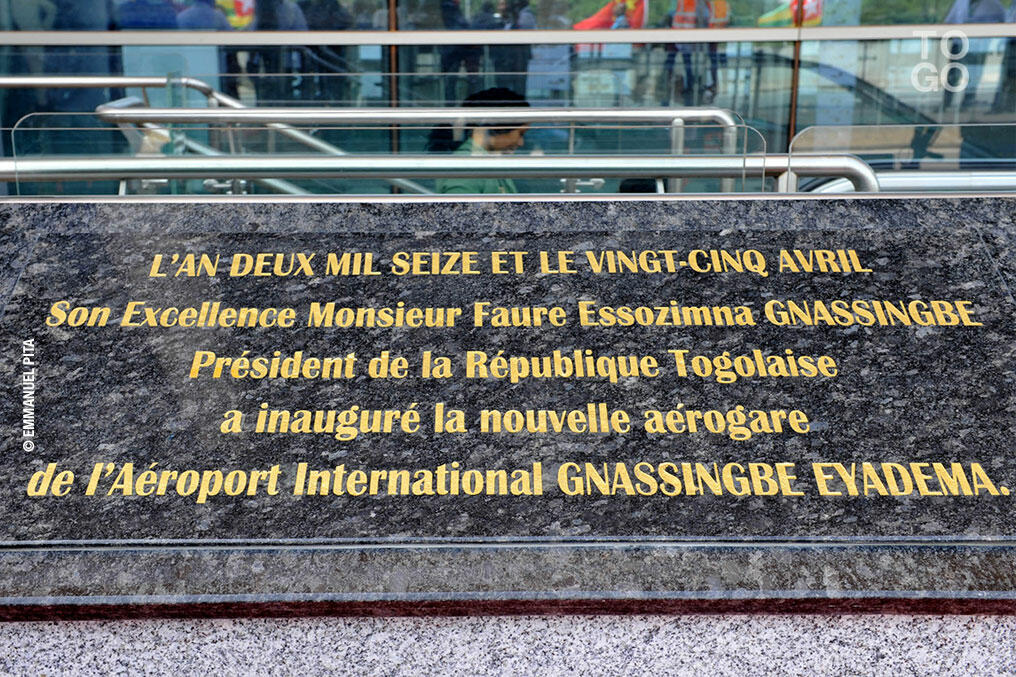 TO
GO
L'AN DEUX MIL SEIZE ET LE VINGT-CINQ AVRIL
Son Excellence Monsieur Faure Essozimna GNASSINGBE
Président de la République Togolaise
a inauguré la nouvelle aérogare
de l'Aéroport International GNASSINGBE EYADEMA.
© EMMANUEL PITA